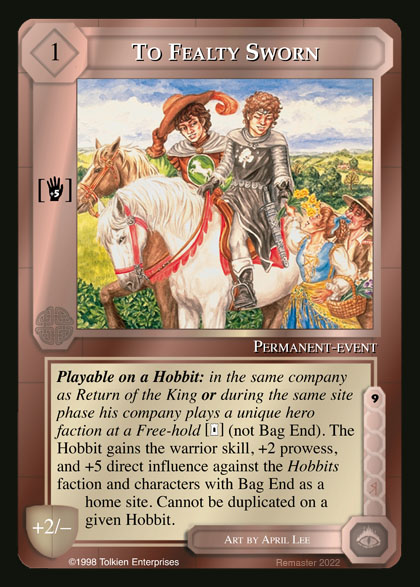 1
TO FEALTY SWORN
+5
PERMANENT-EVENT
Playable on a Hobbit: in the same company
as Return of the King or during the same site
phase his company plays a unique hero
faction at a Free-hold [] (not Bag End). The
Hobbit gains the warrior skill, +2 prowess,
and +5 direct influence against the Hobbits
faction and characters with Bag End as a
home site. Cannot be duplicated on a
given Hobbit.
9
+2/–
ART BY APRIL LEE
©1998 Tolkien Enterprises
Remaster 2022